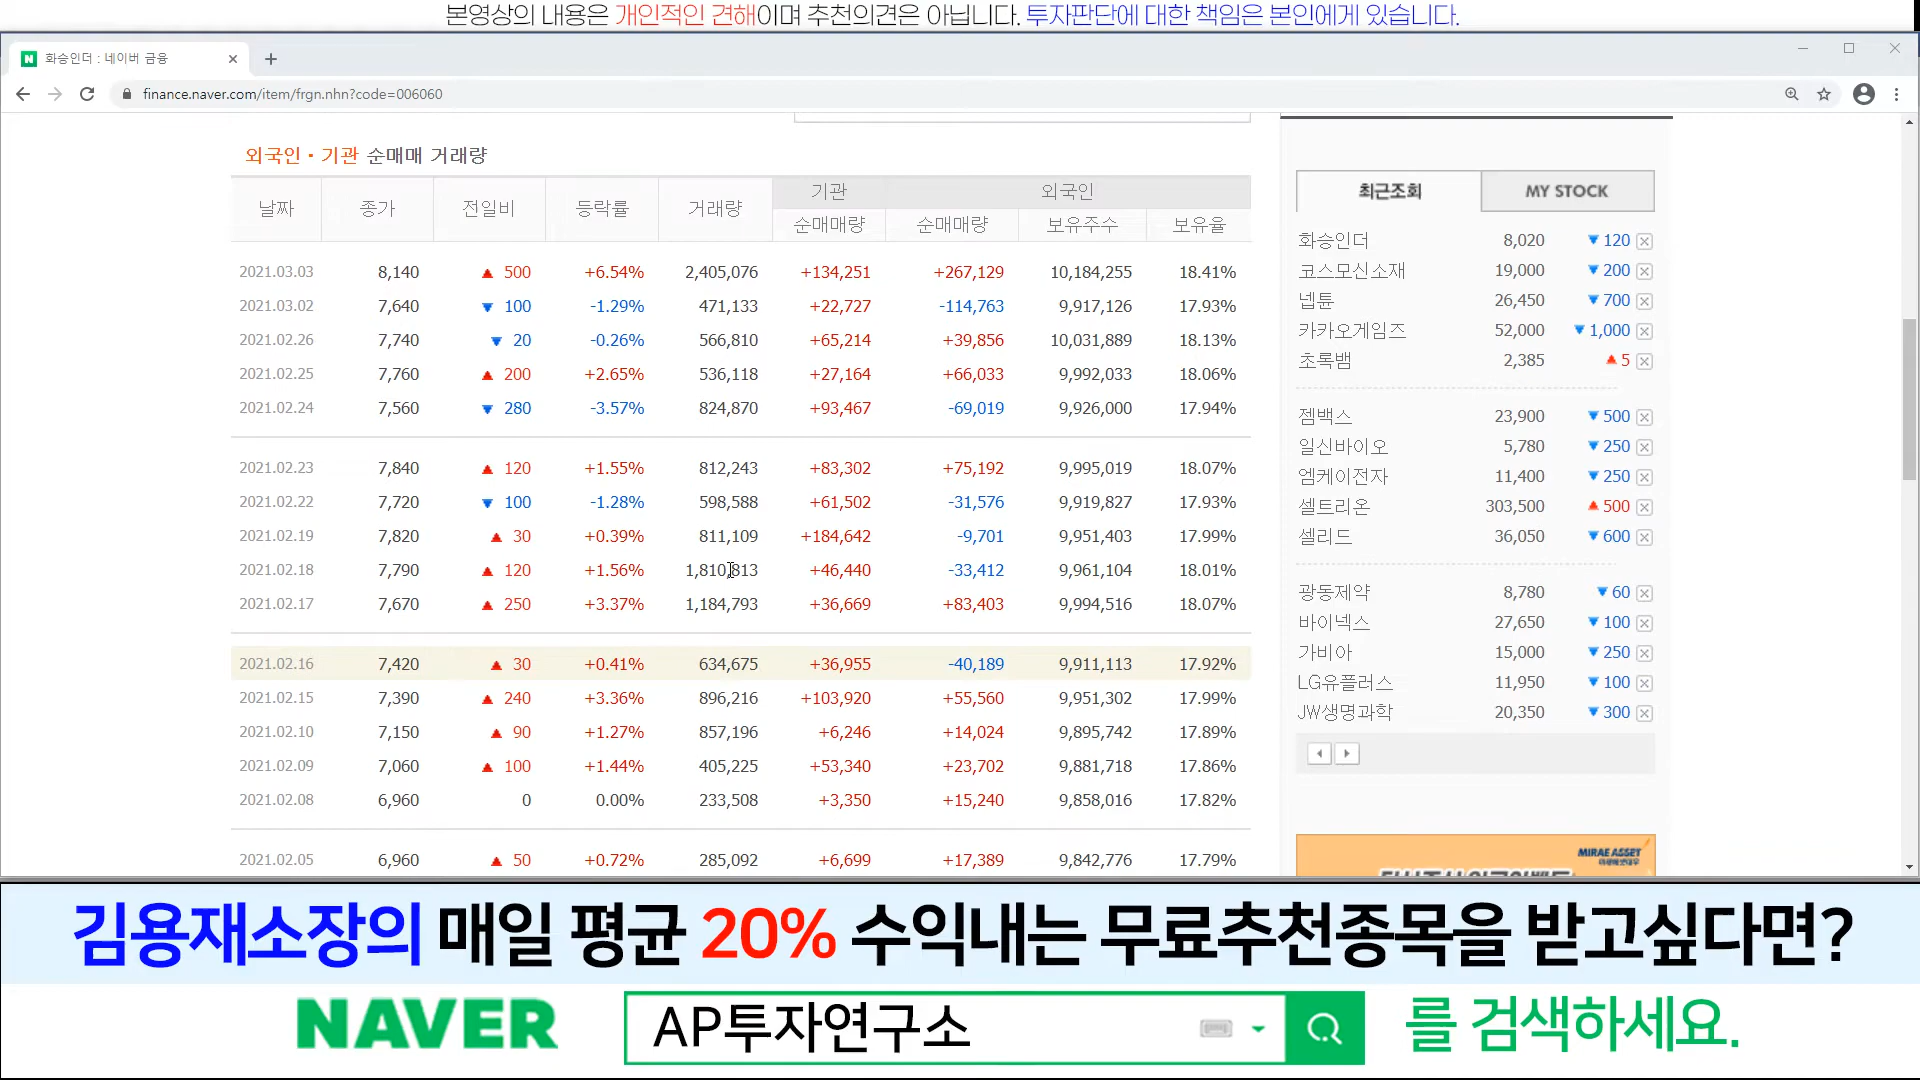 본영상의 내용은 개인적인 견해이며 추천의견은 아닙니다. 투자판단에 대한 책임은 본인에게 있습니다.
화승인더 : 네이버 금융
finance.naver.com/item/frgn.nhn?code=006060
외국인・기관 순매매 거래량
날짜 종가 전일비 등락률 거래량 기관 외국인
순매매량 순매매량 보유주수 보유율
2021.03.03 8,140 ▲ 500 +6.54% 2,405,076 +134,251 +267,129 10,184,255 18.41%
2021.03.02 7,640 ▼ 100 -1.29% 471,133 +22,727 -114,763 9,917,126 17.93%
2021.02.26 7,740 ▼ 20 -0.26% 566,810 +65,214 +39,856 10,031,889 18.13%
2021.02.25 7,760 ▲ 200 +2.65% 536,118 +27,164 +66,033 9,992,033 18.06%
2021.02.24 7,560 ▼ 280 -3.57% 824,870 +93,467 -69,019 9,926,000 17.94%
2021.02.23 7,840 ▲ 120 +1.55% 812,243 +83,302 +75,192 9,995,019 18.07%
2021.02.22 7,720 ▼ 100 -1.28% 598,588 +61,502 -31,576 9,919,827 17.93%
2021.02.19 7,820 ▲ 30 +0.39% 811,109 +184,642 -9,701 9,951,403 17.99%
2021.02.18 7,790 ▲ 120 +1.56% 1,810,813 +46,440 -33,412 9,961,104 18.01%
2021.02.17 7,670 ▲ 250 +3.37% 1,184,793 +36,669 +83,403 9,994,516 18.07%
2021.02.16 7,420 ▲ 30 +0.41% 634,675 +36,955 -40,189 9,911,113 17.92%
2021.02.15 7,390 ▲ 240 +3.36% 896,216 +103,920 +55,560 9,951,302 17.99%
2021.02.10 7,150 ▲ 90 +1.27% 857,196 +6,246 +14,024 9,895,742 17.89%
2021.02.09 7,060 ▲ 100 +1.44% 405,225 +53,340 +23,702 9,881,718 17.86%
2021.02.08 6,960 0 0.00% 233,508 +3,350 +15,240 9,858,016 17.82%
2021.02.05 6,960 ▲ 50 +0.72% 285,092 +6,699 +17,389 9,842,776 17.79%
최근조회 MY STOCK
화승인더 8,020 ▼ 120
코스모신소재 19,000 ▼ 200
넵튠 26,450 ▼ 700
카카오게임즈 52,000 ▼ 1,000
초록뱀 2,385 ▲ 5
젬백스 23,900 ▼ 500
일신바이오 5,780 ▼ 250
엠케이전자 11,400 ▼ 250
셀트리온 303,500 ▲ 500
셀리드 36,050 ▼ 600
광동제약 8,780 ▼ 60
바이넥스 27,650 ▼ 100
가비아 15,000 ▼ 250
LG유플러스 11,950 ▼ 100
JW생명과학 20,350 ▼ 300
MIRAE ASSET
김용재소장의 매일 평균 20% 수익내는 무료추천종목을 받고싶다면?
NAVER AP투자연구소 를 검색하세요.